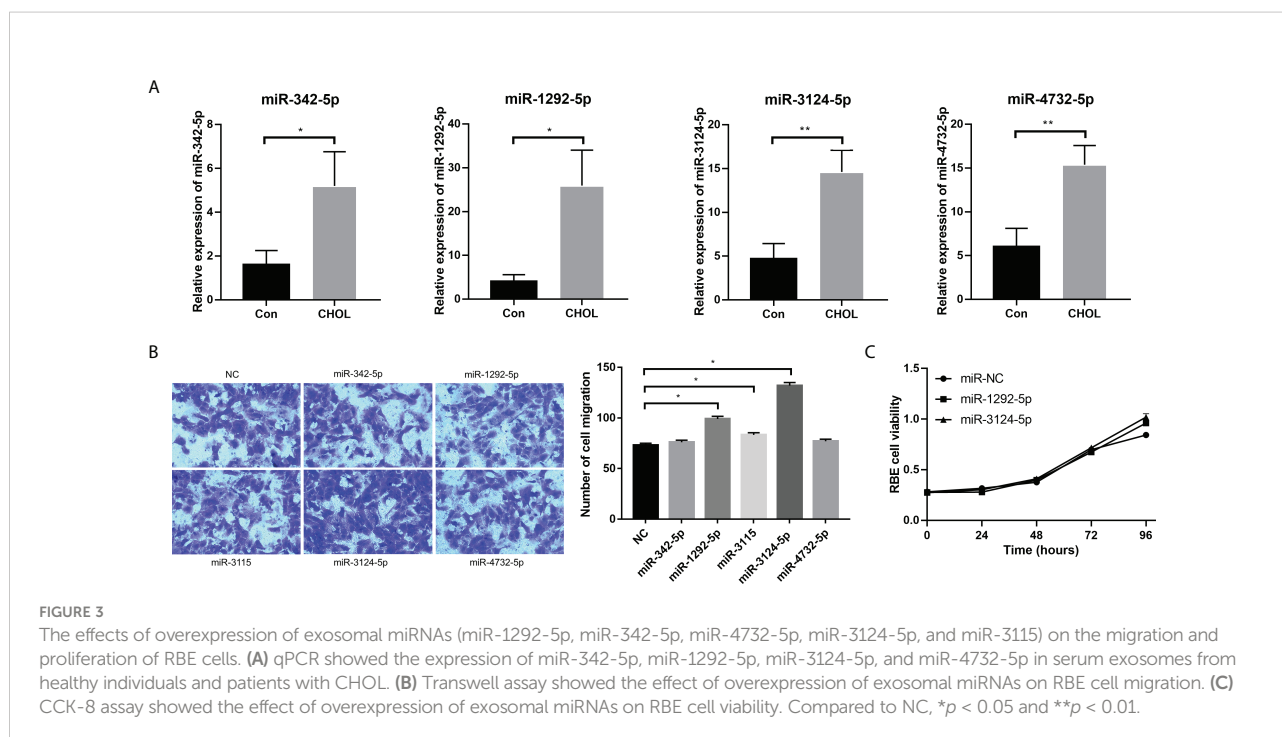 A
miR-342-5p
Relative expression of miR-342-5p
8
6
4
2
0
*
Con
CHOL
miR-1292-5p
Relative expression of miR-1292-5p
40
30
20
10
0
*
Con
CHOL
miR-3124-5p
Relative expression of miR-3124-5p
20
15
10
5
0
**
Con
CHOL
miR-4732-5p
Relative expression of miR-4732-5p
20
15
10
5
0
**
Con
CHOL
B
NC
miR-342-5p
miR-1292-5p
miR-3115
miR-3124-5p
miR-4732-5p
Number of cell migration
150
100
50
0
*
*
*
NC
miR-342-5p
miR-1292-5p
miR-3115
miR-3124-5p
miR-4732-5p
C
RBE cell viability
1.5
1.0
0.5
0.0
miR-NC
miR-1292-5p
miR-3124-5p
0
24
48
72
96
Time (hours)
FIGURE 3
The effects of overexpression of exosomal miRNAs (miR-1292-5p, miR-342-5p, miR-4732-5p, miR-3124-5p, and miR-3115) on the migration and
proliferation of RBE cells. (A) qPCR showed the expression of miR-342-5p, miR-1292-5p, miR-3124-5p, and miR-4732-5p in serum exosomes from
healthy individuals and patients with CHOL. (B) Transwell assay showed the effect of overexpression of exosomal miRNAs on RBE cell migration. (C)
CCK-8 assay showed the effect of overexpression of exosomal miRNAs on RBE cell viability. Compared to NC, *p < 0.05 and **p < 0.01.